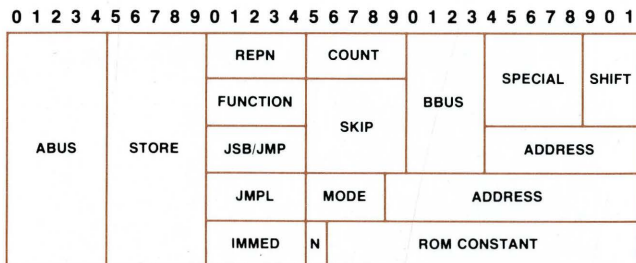 0 1 2 3 4 5 6 7 8 9 0 1 2 3 4 5 6 7 8 9 0 1 2 3 4 5 6 7 8 9 0 1
REPN COUNT
FUNCTION
SPECIAL SHIFT
SKIP
BBUS
ABUS STORE JSB/JMP ADDRESS
JMPL MODE ADDRESS
IMMED N ROM CONSTANT